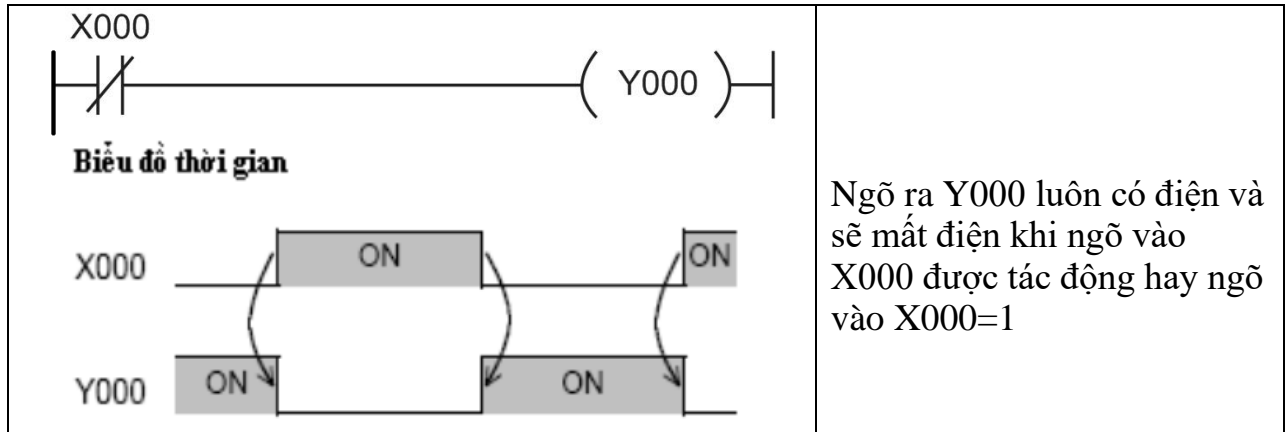 X000
Y000
Biểu đồ thời gian
X000
ON
ON
Y000
ON
ON
Ngõ ra Y000 luôn có điện và
sẽ mất điện khi ngõ vào
X000 được tác động hay ngõ
vào X000=1